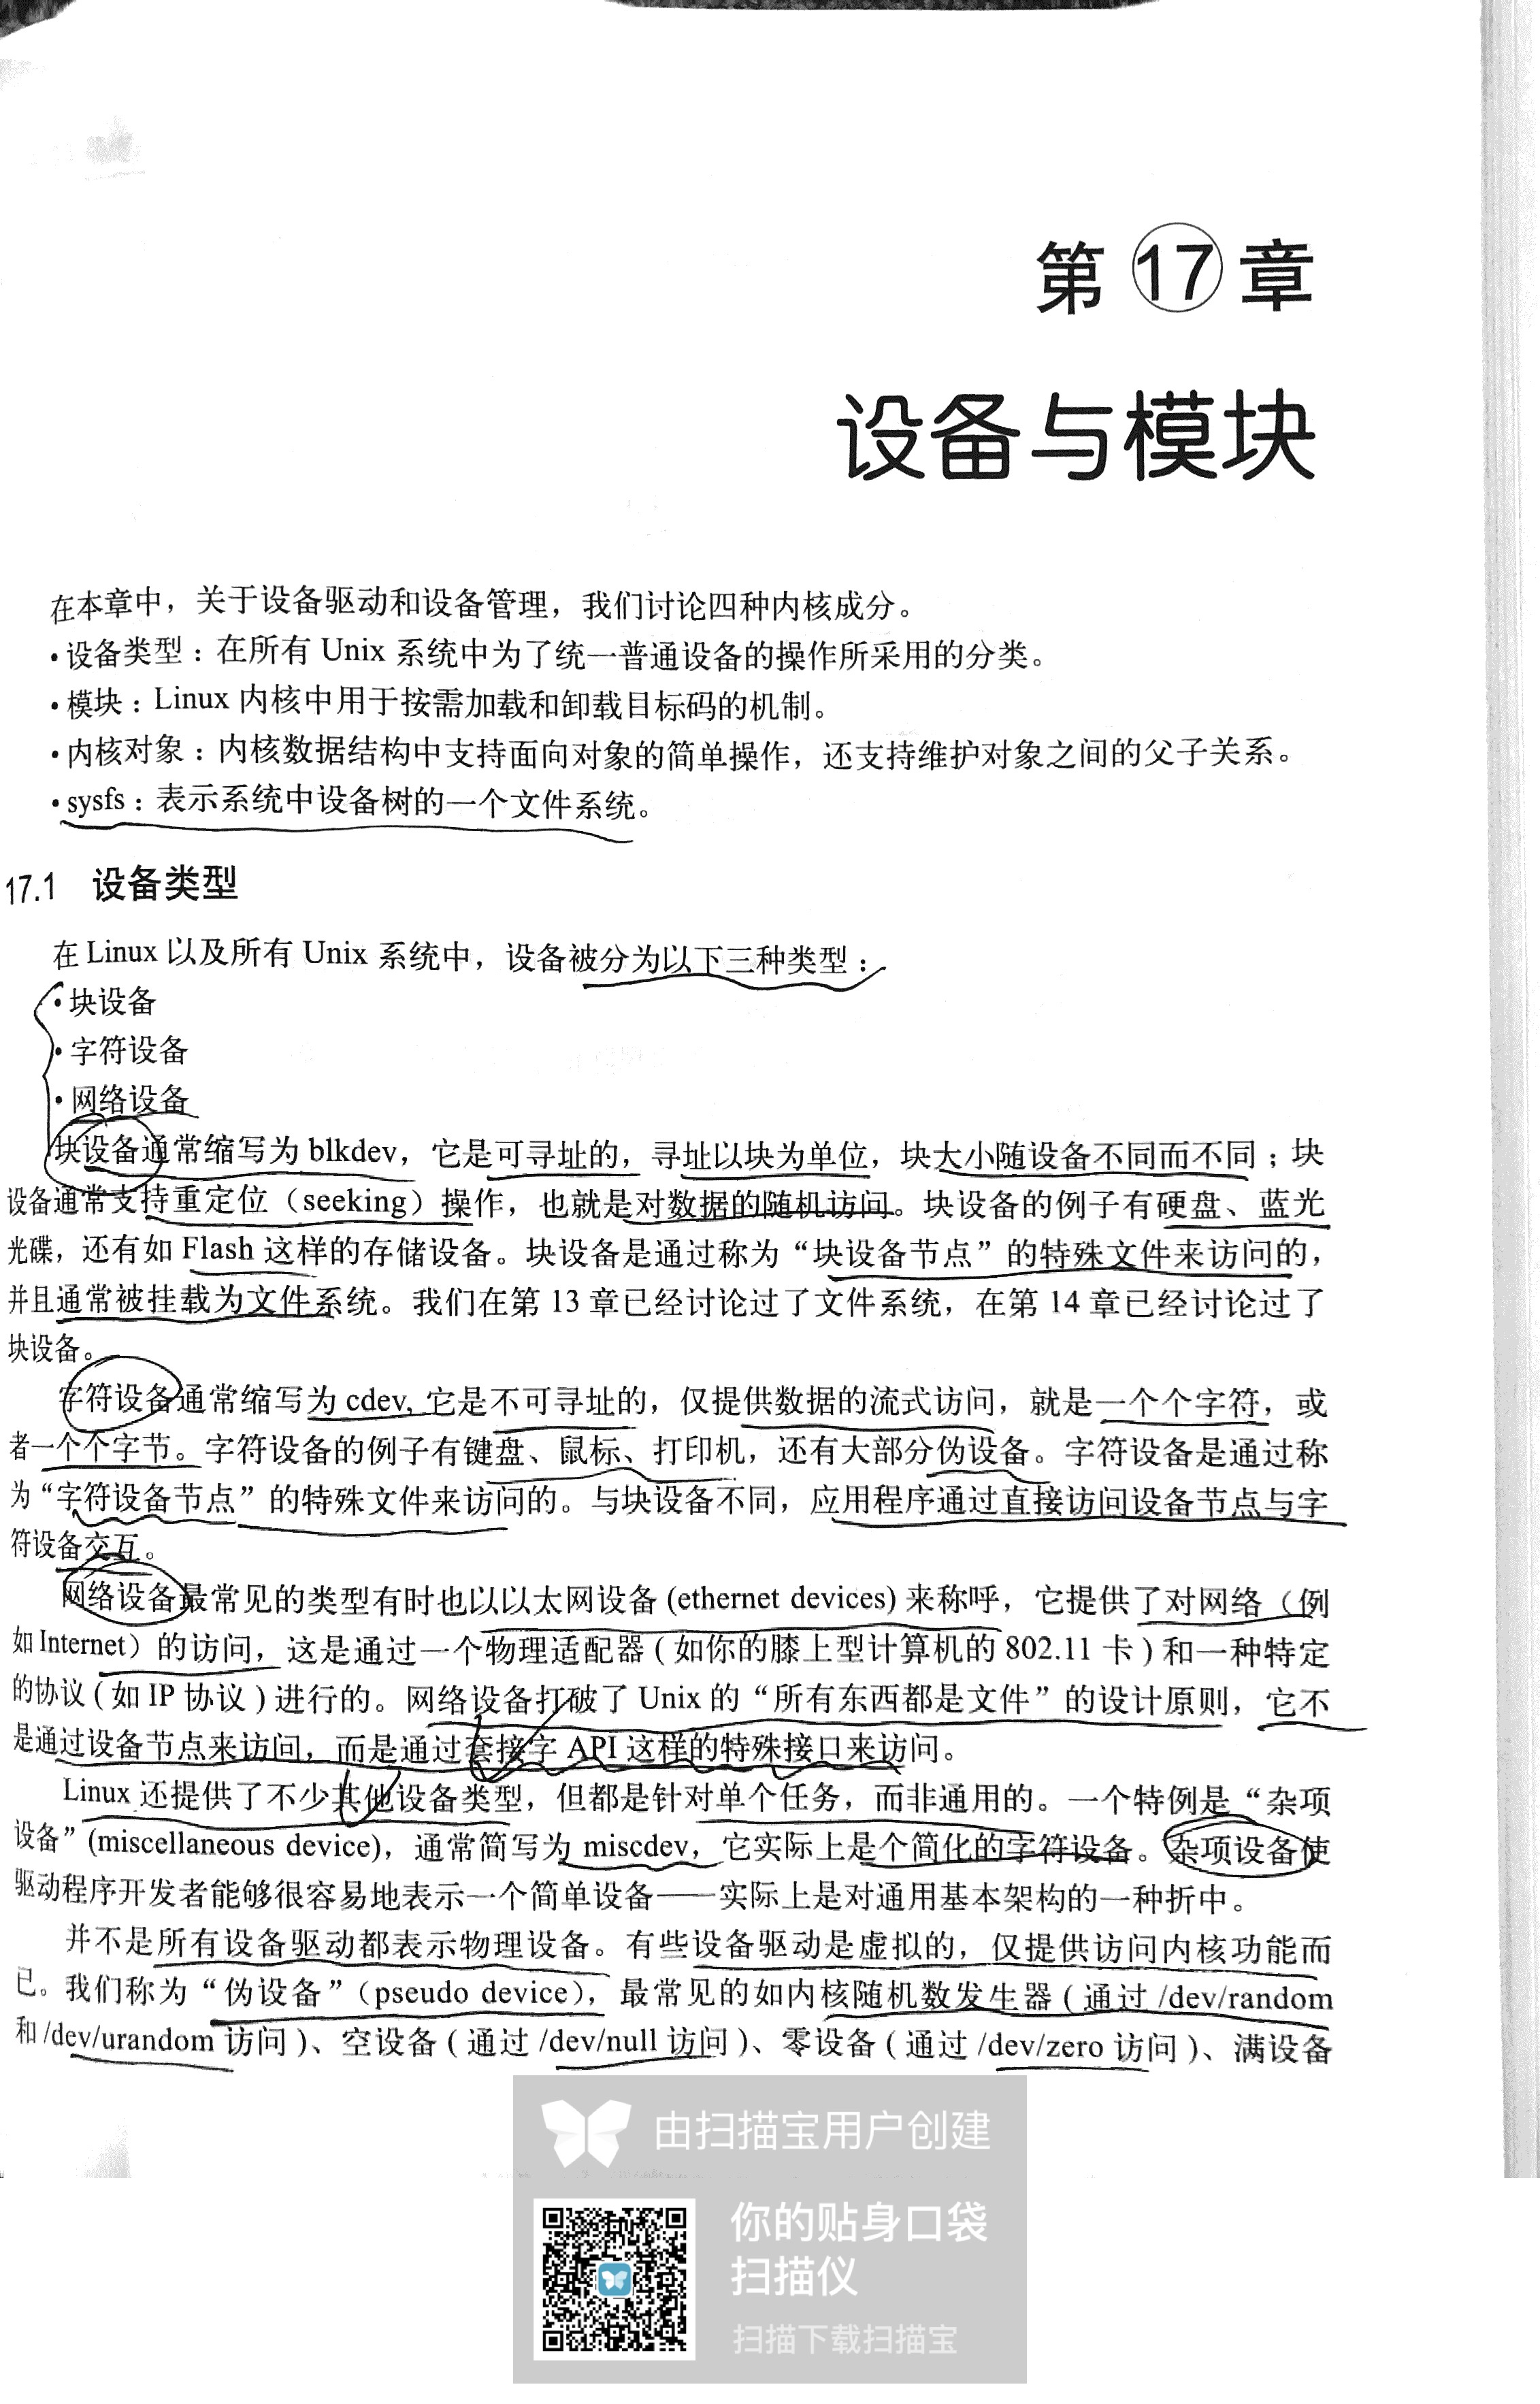 第17章
设备与模块
在本章中，关于设备驱动和设备管理，我们讨论四种内核成分。
• 设备类型：在所有 Unix 系统中为了统一普通设备的操作所采用的分类。
• 模块：Linux 内核中用于按需加载和卸载目标码的机制。
• 内核对象：内核数据结构中支持面向对象的简单操作，还支持维护对象之间的父子关系。
• sysfs：表示系统中设备树的一个文件系统。
17.1 设备类型
在 Linux 以及所有 Unix 系统中，设备被分为以下三种类型：
• 块设备
• 字符设备
• 网络设备
块设备通常缩写为 blkdev，它是可寻址的，寻址以块为单位，块大小随设备不同而不同；块
设备通常支持重定位（seeking）操作，也就是对数据的随机访问。块设备的例子有硬盘、蓝光
光碟，还有如 Flash 这样的存储设备。块设备是通过称为“块设备节点”的特殊文件来访问的，
并且通常被挂载为文件系统。我们在第 13 章已经讨论过了文件系统，在第 14 章已经讨论过了
块设备。
字符设备通常缩写为 cdev, 它是不可寻址的，仅提供数据的流式访问，就是一个个字符，或
者一个个字节。字符设备的例子有键盘、鼠标、打印机，还有大部分伪设备。字符设备是通过称
为“字符设备节点”的特殊文件来访问的。与块设备不同，应用程序通过直接访问设备节点与字
符设备交互。
网络设备最常见的类型有时也以以太网设备 (ethernet devices) 来称呼，它提供了对网络（例
如 Internet）的访问，这是通过一个物理适配器 ( 如你的膝上型计算机的 802.11 卡 ) 和一种特定
的协议 ( 如 IP 协议 ) 进行的。网络设备打破了 Unix 的“所有东西都是文件”的设计原则，它不
是通过设备节点来访问，而是通过套接字 API 这样的特殊接口来访问。
Linux 还提供了不少其他设备类型，但都是针对单个任务，而非通用的。一个特例是“杂项
设备”(miscellaneous device)，通常简写为 miscdev，它实际上是个简化的字符设备。杂项设备使
驱动程序开发者能够很容易地表示一个简单设备——实际上是对通用基本架构的一种折中。
并不是所有设备驱动都表示物理设备。有些设备驱动是虚拟的，仅提供访问内核功能而
已。我们称为“伪设备”（pseudo device），最常见的如内核随机数发生器 ( 通过 /dev/random
和 /dev/urandom 访问 )、空设备 ( 通过 /dev/null 访问 )、零设备 ( 通过 /dev/zero 访问 )、满设备
由扫描宝用户创建
你的贴身口袋
扫描仪
扫描下载扫描宝